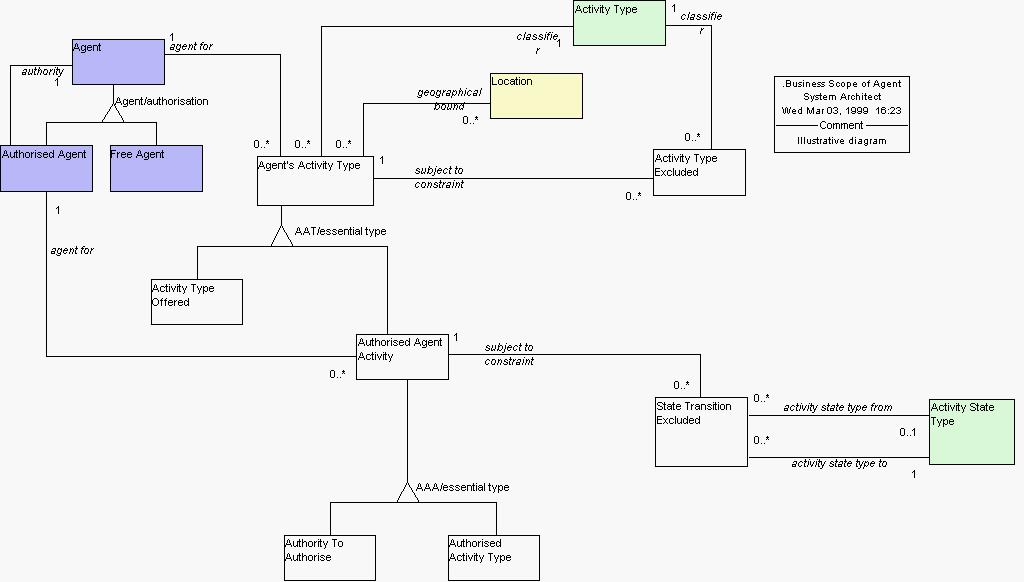 Activity Type
1
classifie
r
classifie
r
1
Agent
1
agent for
authority
1
Agent/authorisation
Location
geographical
bound
0..*
.Business Scope of Agent
System Architect
Wed Mar 03, 1999  16:23
Comment
Illustrative diagram
0..*
0..*
0..*
0..*
Authorised Agent
Free Agent
Agent's Activity Type
1
subject to
constraint
0..*
Activity Type
Excluded
1
agent for
AAT/essential type
Activity Type
Offered
Authorised Agent
Activity
1
0..*
subject to
constraint
0..*
State Transition
Excluded
0..*
activity state type from
0..1
0..*
activity state type to
1
Activity State
Type
AAA/essential type
Authority To
Authorise
Authorised
Activity Type